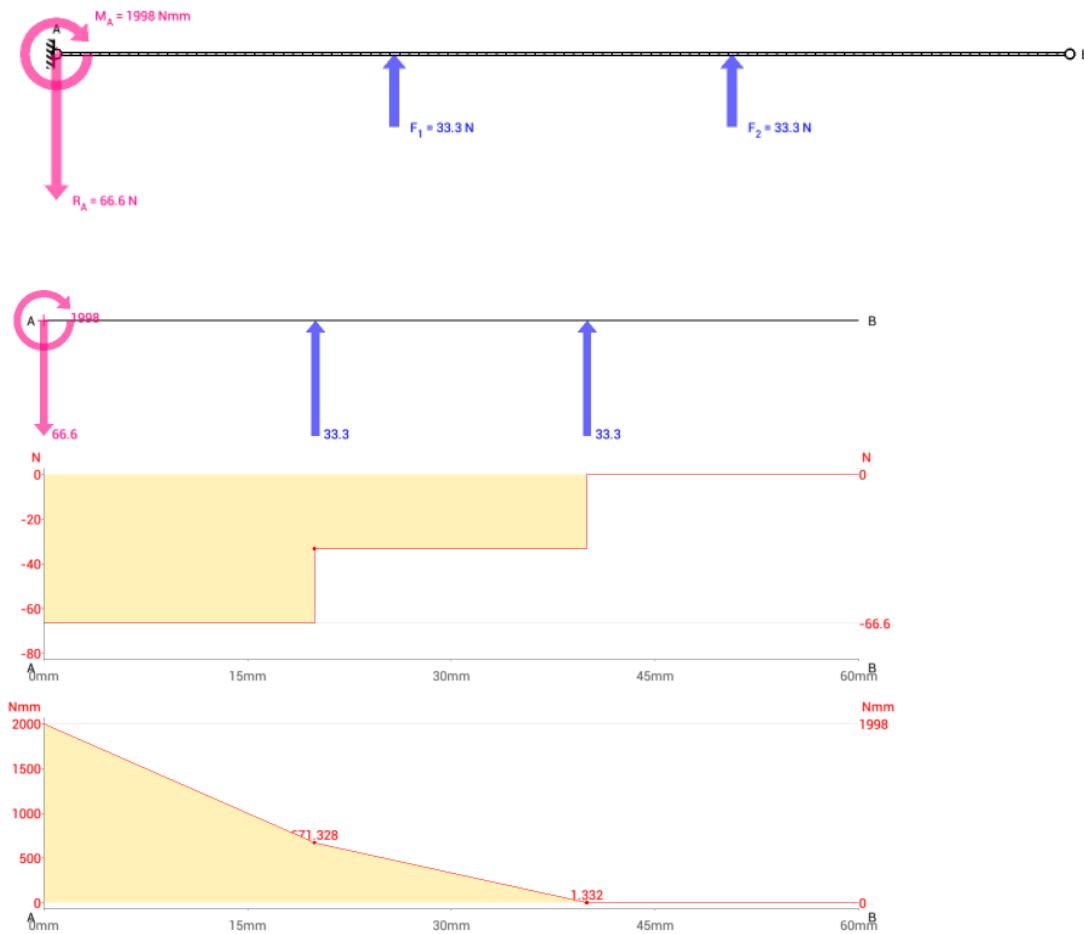 M_A = 1998 Nmm
A
B
F_1 = 33.3 N
F_2 = 33.3 N
R_A = 66.6 N
A 1998 B
66.6 33.3 33.3
N N
0 0
-20
-40
-60 -66.6
-80
A B
0mm 15mm 30mm 45mm 60mm
Nmm Nmm
2000 1998
1500
1000
671,328
500
1,332
0 0
A B
0mm 15mm 30mm 45mm 60mm